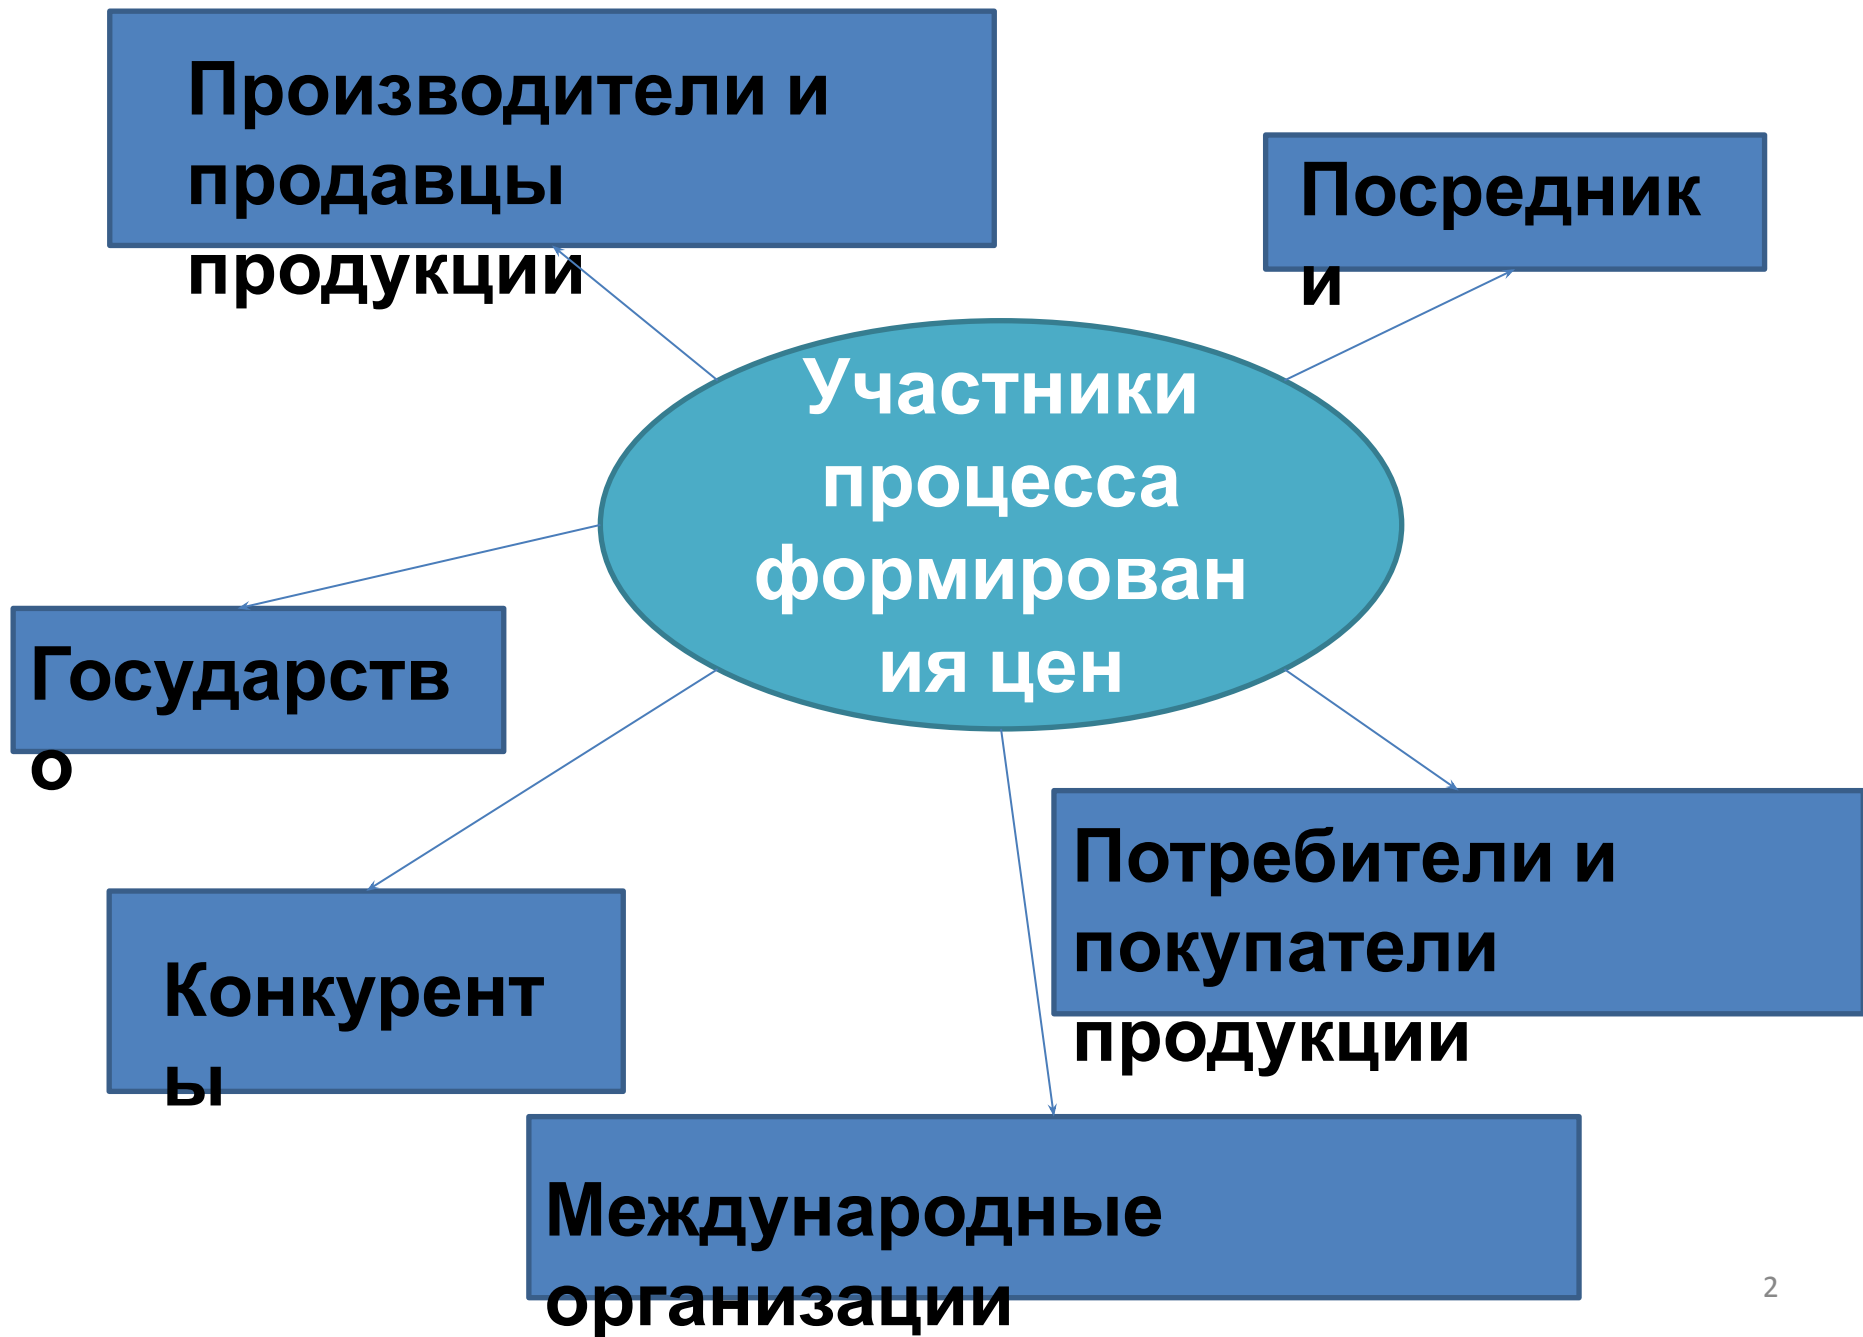 Производители и
продавцы
продукции
Посредник
и
Участники
процесса
формирован
ия цен
Государств
о
Потребители и
покупатели
продукции
Конкурент
ы
Международные
организации
2